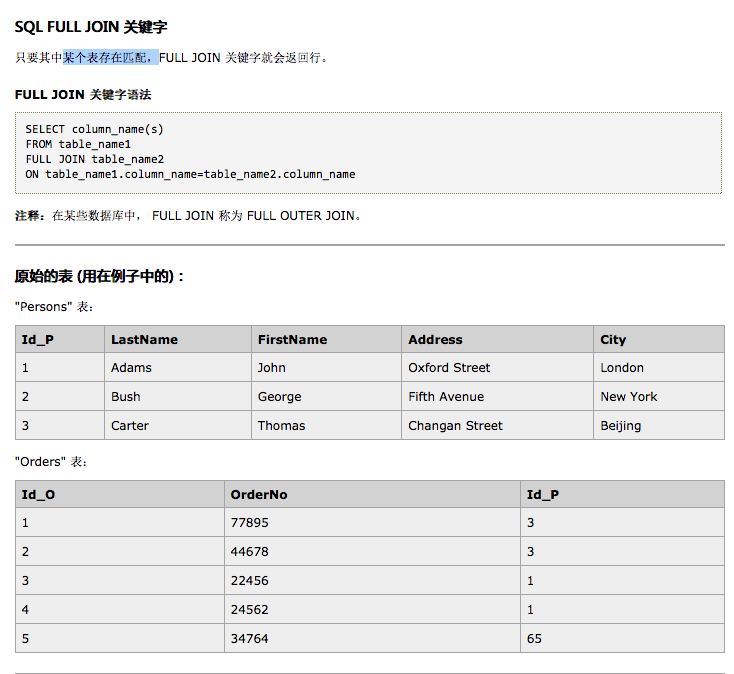 SQL FULL JOIN 关键字
只要其中某个表存在匹配，FULL JOIN 关键字就会返回行。
FULL JOIN 关键字语法
SELECT column_name(s)
FROM table_name1
FULL JOIN table_name2
ON table_name1.column_name=table_name2.column_name
注释：在某些数据库中， FULL JOIN 称为 FULL OUTER JOIN。
原始的表 (用在例子中的)：
"Persons" 表：
Id_P LastName FirstName Address City
1 Adams John Oxford Street London
2 Bush George Fifth Avenue New York
3 Carter Thomas Changan Street Beijing
"Orders" 表：
Id_O OrderNo Id_P
1 77895 3
2 44678 3
3 22456 1
4 24562 1
5 34764 65